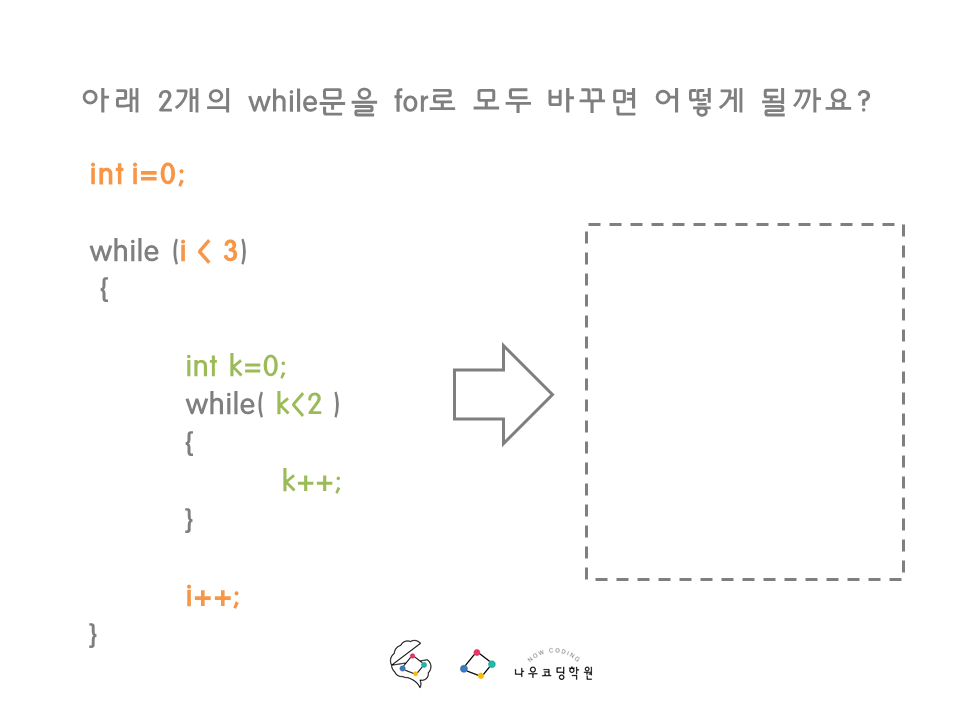 아래 2개의 while문을 for로 모두 바꾸면 어떻게 될까요?
int i=0;
while (i < 3)
{
int k=0;
while( k<2 )
{
k++;
}
i++;
}
NOW CODING
나우코딩학원